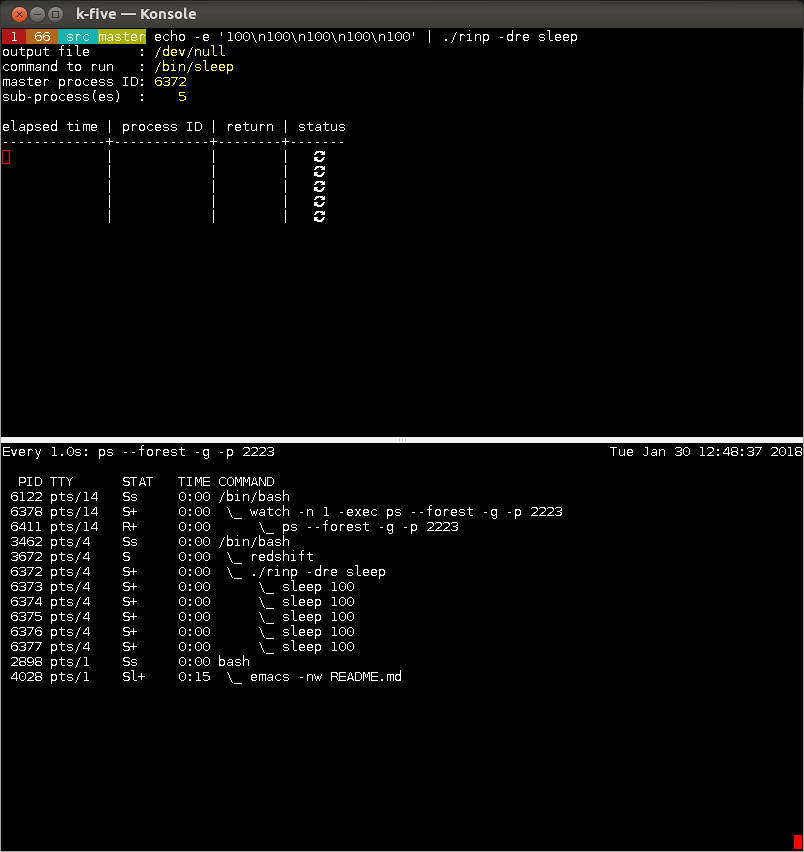 k-five — Konsole
1 66 src master echo -e '100\n100\n100\n100\n100' | ./rinp -dre sleep
output file      : /dev/null
command to run   : /bin/sleep
master process ID: 6372
sub-process(es)  :    5
elapsed time | process ID | return | status
-------------+------------+--------+-------
|            |        |
|            |        |
|            |        |
|            |        |
|            |        |
Every 1.0s: ps --forest -g -p 2223                                          Tue Jan 30 12:48:37 2018
  PID TTY      STAT   TIME COMMAND
 6122 pts/14   Ss     0:00 /bin/bash
 6378 pts/14   S+     0:00  \_ watch -n 1 -exec ps --forest -g -p 2223
 6411 pts/14   R+     0:00      \_ ps --forest -g -p 2223
 3462 pts/4    Ss     0:00 /bin/bash
 3672 pts/4    S      0:00  \_ redshift
 6372 pts/4    S+     0:00  \_ ./rinp -dre sleep
 6373 pts/4    S+     0:00      \_ sleep 100
 6374 pts/4    S+     0:00      \_ sleep 100
 6375 pts/4    S+     0:00      \_ sleep 100
 6376 pts/4    S+     0:00      \_ sleep 100
 6377 pts/4    S+     0:00      \_ sleep 100
 2898 pts/1    Ss     0:00 bash
 4028 pts/1    Sl+    0:15  \_ emacs -nw README.md